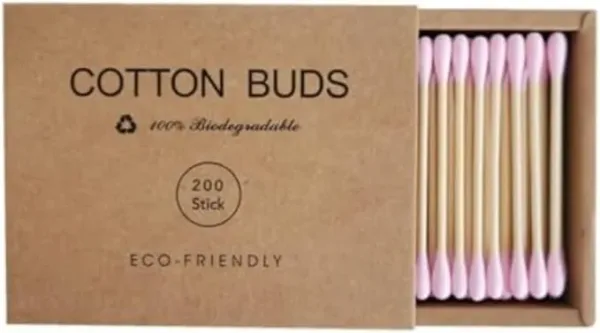 COTTON BUDS
100% Biodegradable
200
Stick
ECO-FRIENDLY